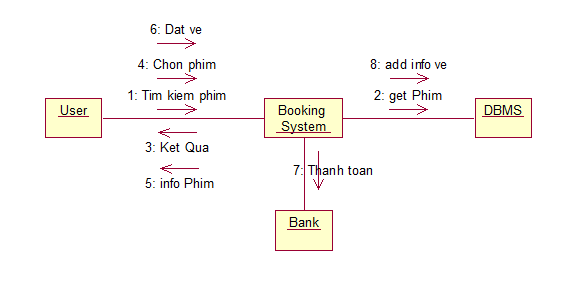 6: Dat ve
4: Chon phim
8: add info ve
1: Tim kiem phim
2: get Phim
User
Booking
System
DBMS
3: Ket Qua
7: Thanh toan
5: info Phim
Bank